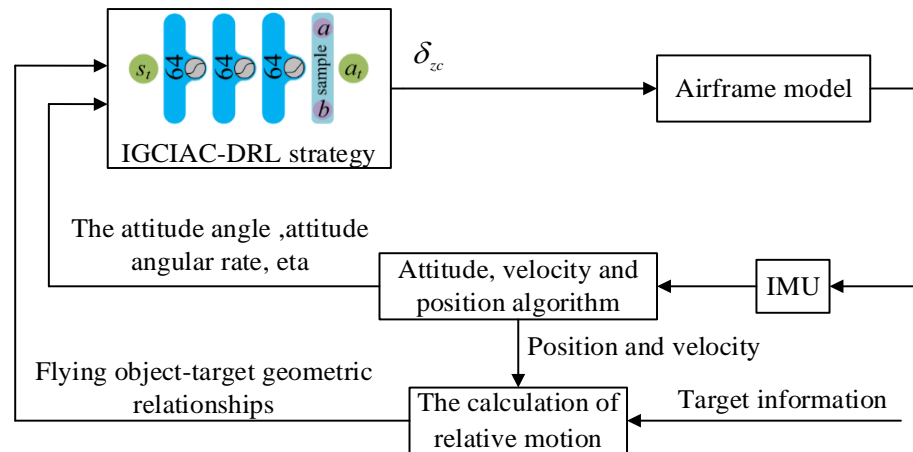 s_t
64
64
64
sample
a
b
a_t
IGCIAC-DRL strategy
δ_zc
Airframe model
The attitude angle ,attitude
angular rate, eta
Attitude, velocity and
position algorithm
IMU
Position and velocity
Flying object-target geometric
relationships
The calculation of
relative motion
Target information